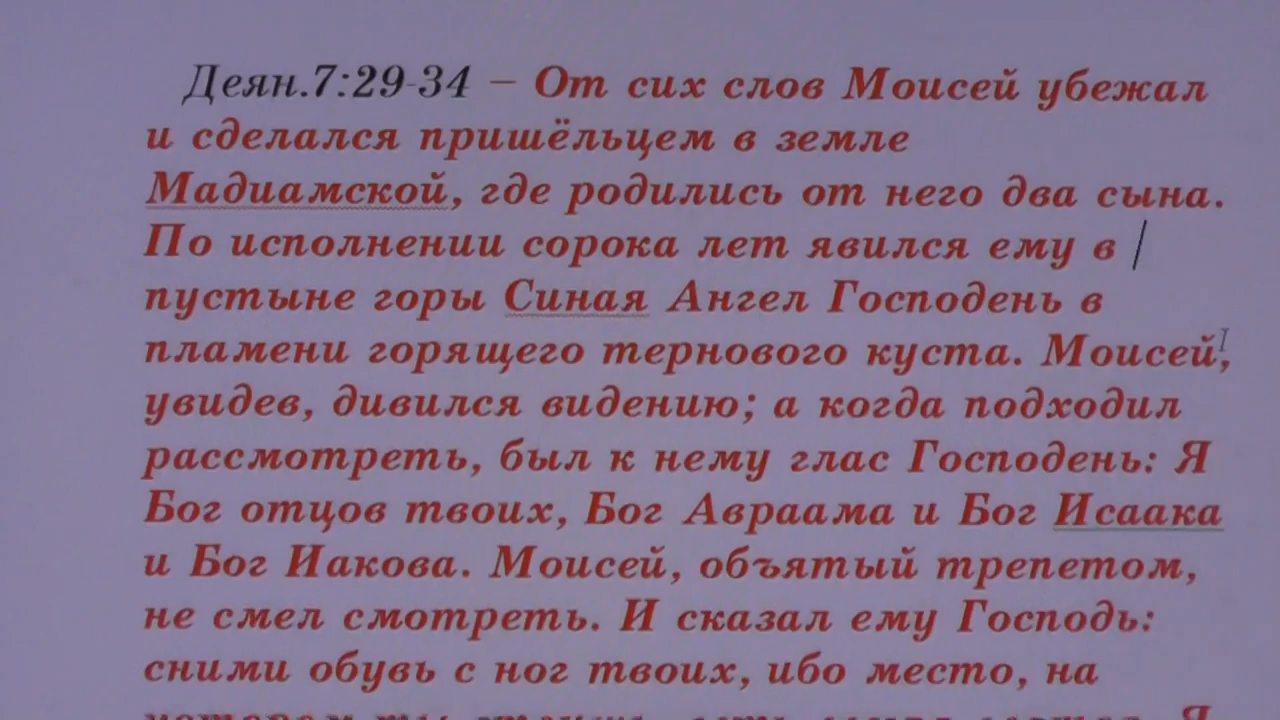 Деян.7:29-34 – От сих слов Моисей убежал
и сделался пришёльцем в земле
Мадиамской, где родились от него два сына.
По исполнении сорока лет явился ему в
пустыне горы Синая Ангел Господень в
пламени горящего тернового куста. Моисей,
увидев, дивился видению; а когда подходил
рассмотреть, был к нему глас Господень: Я
Бог отцов твоих, Бог Авраама и Бог Исаака
и Бог Иакова. Моисей, объятый трепетом,
не смел смотреть. И сказал ему Господь:
сними обувь с ног твоих, ибо место, на